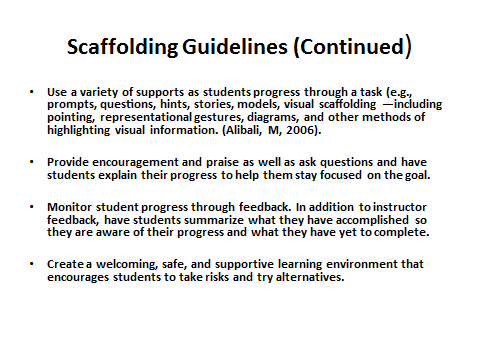 Scaffolding Guidelines (Continued)
• Use a variety of supports as students progress through a task (e.g.,
prompts, questions, hints, stories, models, visual scaffolding —including
pointing, representational gestures, diagrams, and other methods of
highlighting visual information. (Alibali, M, 2006).
• Provide encouragement and praise as well as ask questions and have
students explain their progress to help them stay focused on the goal.
• Monitor student progress through feedback. In addition to instructor
feedback, have students summarize what they have accomplished so
they are aware of their progress and what they have yet to complete.
• Create a welcoming, safe, and supportive learning environment that
encourages students to take risks and try alternatives.